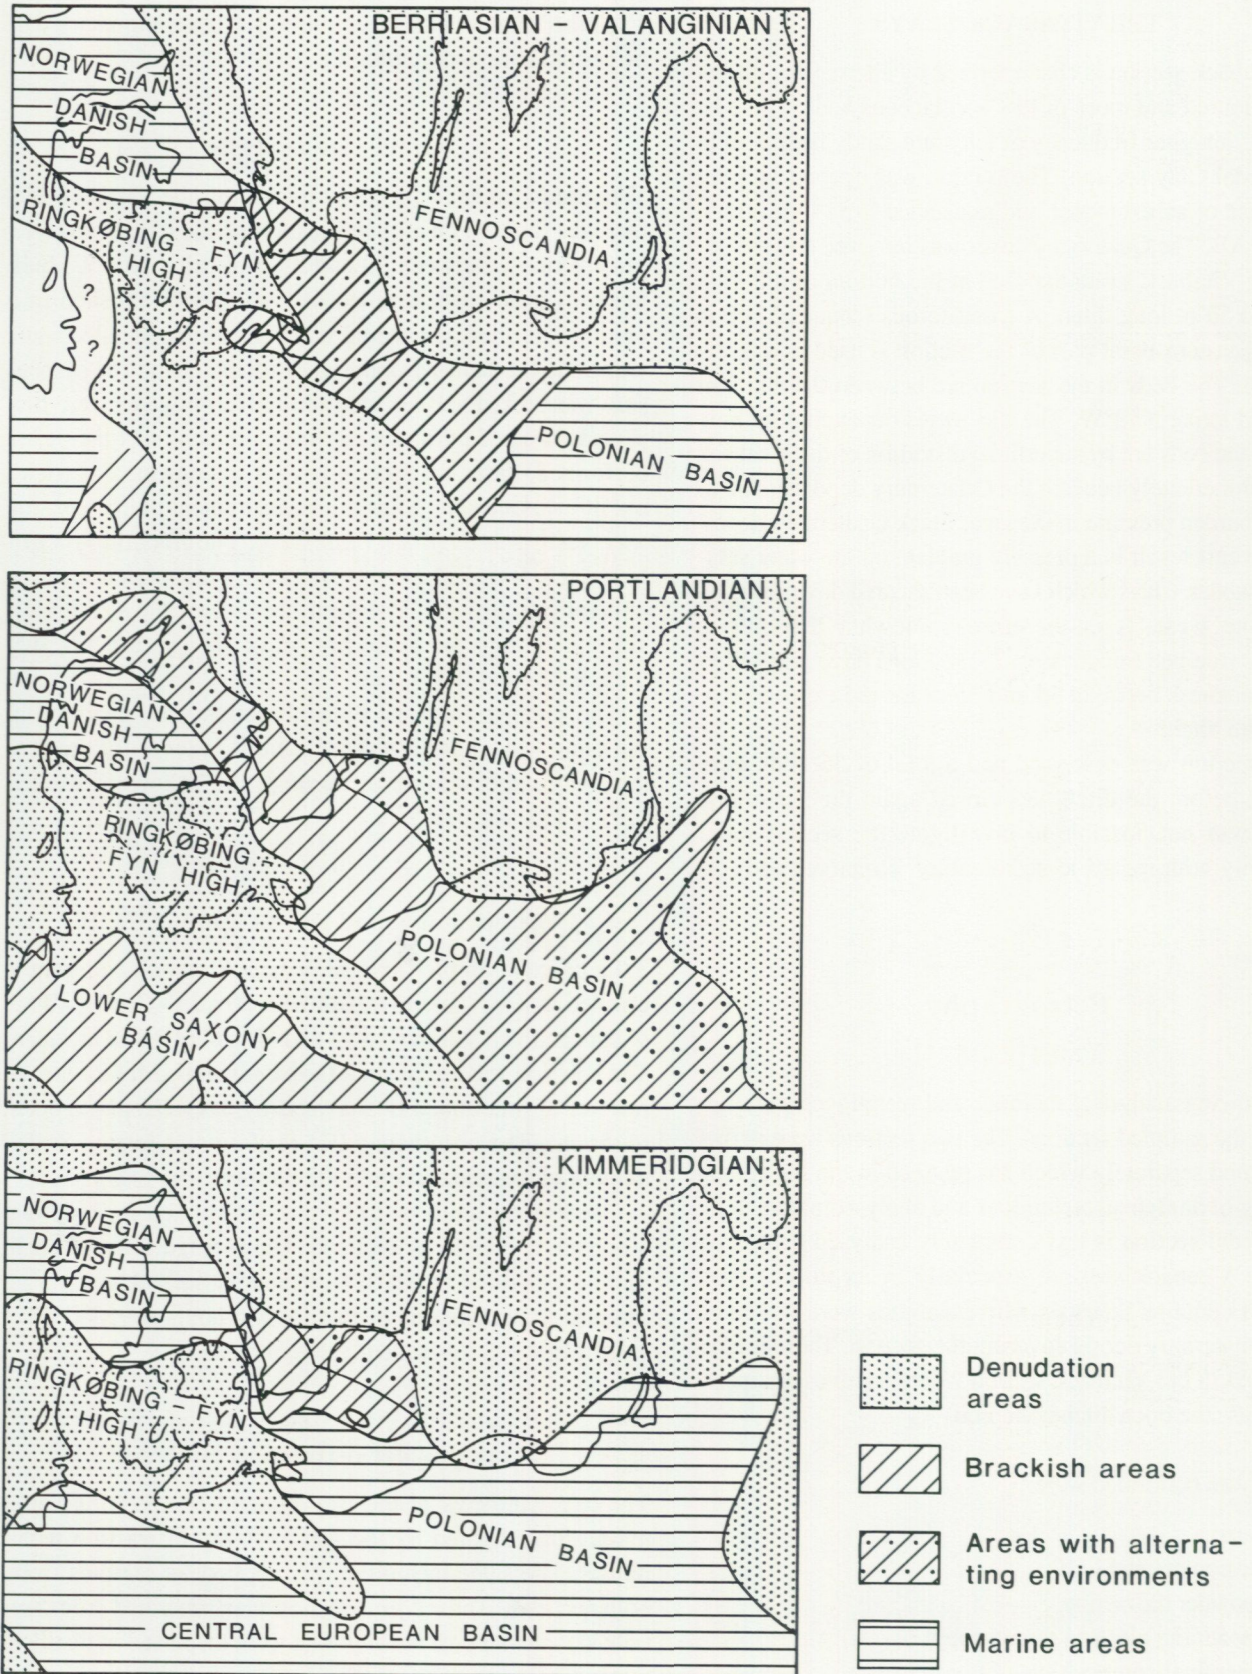 BERRIASIAN – VALANGINIAN
NORWEGIAN
DANISH
BASIN
RINGKØBING – FYN
HIGH
?
?
FENNOSCANDIA
POLONIAN BASIN
PORTLANDIAN
NORWEGIAN
DANISH
BASIN
FENNOSCANDIA
RINGKØBING –
FYN HIGH
POLONIAN BASIN
LOWER SAXONY
BASIN
KIMMERIDGIAN
NORWEGIAN
DANISH
BASIN
FENNOSCANDIA
RINGKØBING – FYN
HIGH
POLONIAN BASIN
CENTRAL EUROPEAN BASIN
Denudation
areas
Brackish areas
Areas with alterna–
ting environments
Marine areas